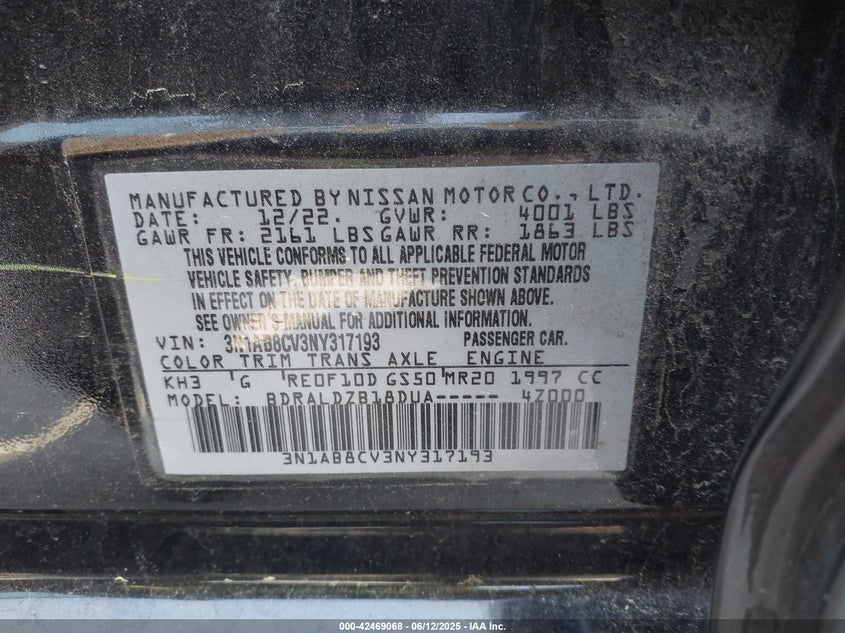 MANUFACTURED BY NISSAN MOTOR CO., LTD.
DATE: 12/22. GVWR: 4001 LBS
GAWR FR: 2161 LBS GAWR RR: 1863 LBS
THIS VEHICLE CONFORMS TO ALL APPLICABLE FEDERAL MOTOR
VEHICLE SAFETY, BUMPER AND THEFT PREVENTION STANDARDS
IN EFFECT ON THE DATE OF MANUFACTURE SHOWN ABOVE.
SEE OWNER'S MANUAL FOR ADDITIONAL INFORMATION.
VIN: 3N1AB8CV3NY317193 PASSENGER CAR.
COLOR TRIM TRANS AXLE ENGINE
KH3 G RE0F10D GS50 MR20 1997 CC
MODEL: BDRALDZB18DUA----- 4Z000
3N1AB8CV3NY317193
000-42469068 - 06/12/2025 - IAA Inc.